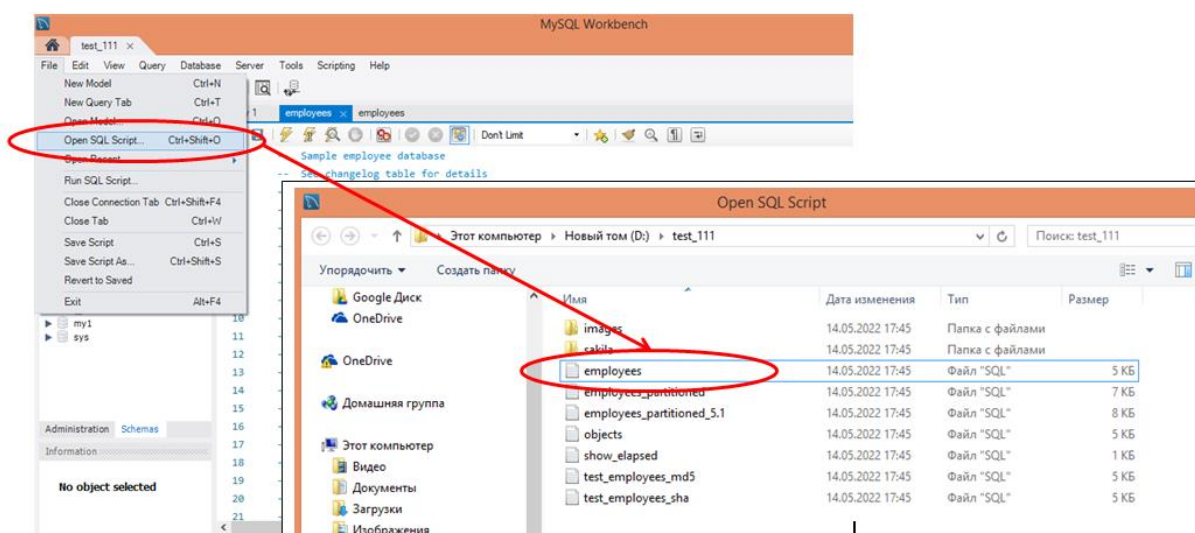 MySQL Workbench
test_111 ×
File Edit View Query Database Server Tools Scripting Help
New Model Ctrl+N
New Query Tab Ctrl+T
Open Model... Ctrl+O
Open SQL Script... Ctrl+Shift+O
Open Recent
Run SQL Script...
Close Connection Tab Ctrl+Shift+F4
Close Tab Ctrl+W
Save Script Ctrl+S
Save Script As... Ctrl+Shift+S
Revert to Saved
Exit Alt+F4
1 employees × employees
Don't Limit
Sample employee database
-- See changelog table for details
my1
sys
Administration Schemas
Information
No object selected
10
11
12
13
14
15
16
17
18
19
20
21
Open SQL Script
Этот компьютер Новый том (D:) test_111
Поиск: test_111
Упорядочить Создать папку
Google Диск
OneDrive
OneDrive
Домашняя группа
Этот компьютер
Видео
Документы
Загрузки
Изображения
Имя Дата изменения Тип Размер
images 14.05.2022 17:45 Папка с файлами
sakila 14.05.2022 17:45 Папка с файлами
employees 14.05.2022 17:45 Файл "SQL" 5 КБ
employees_partitioned 14.05.2022 17:45 Файл "SQL" 7 КБ
employees_partitioned_5.1 14.05.2022 17:45 Файл "SQL" 8 КБ
objects 14.05.2022 17:45 Файл "SQL" 5 КБ
show_elapsed 14.05.2022 17:45 Файл "SQL" 1 КБ
test_employees_md5 14.05.2022 17:45 Файл "SQL" 5 КБ
test_employees_sha 14.05.2022 17:45 Файл "SQL" 5 КБ